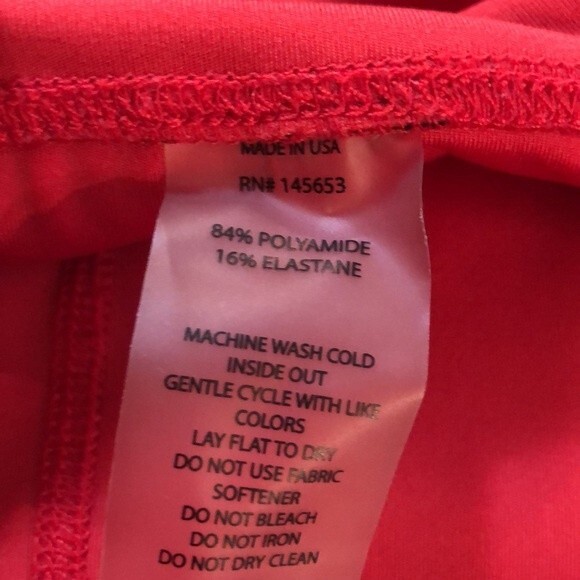 MADE IN USA
RN# 145653
84% POLYAMIDE
16% ELASTANE
MACHINE WASH COLD
INSIDE OUT
GENTLE CYCLE WITH LIKE
COLORS
LAY FLAT TO DRY
DO NOT USE FABRIC
SOFTENER
DO NOT BLEACH
DO NOT IRON
DO NOT DRY CLEAN